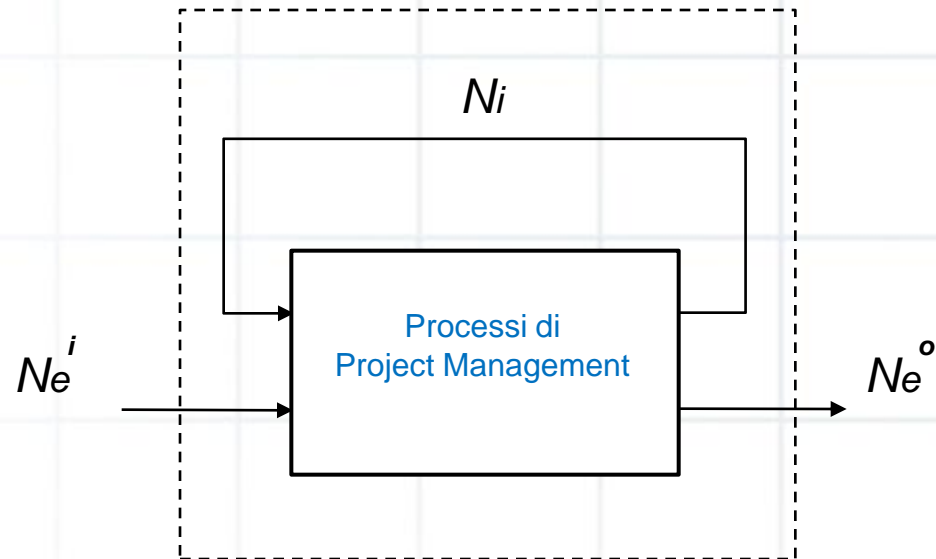 Ni
Processi di
Project Management
Ne^i
Ne^o